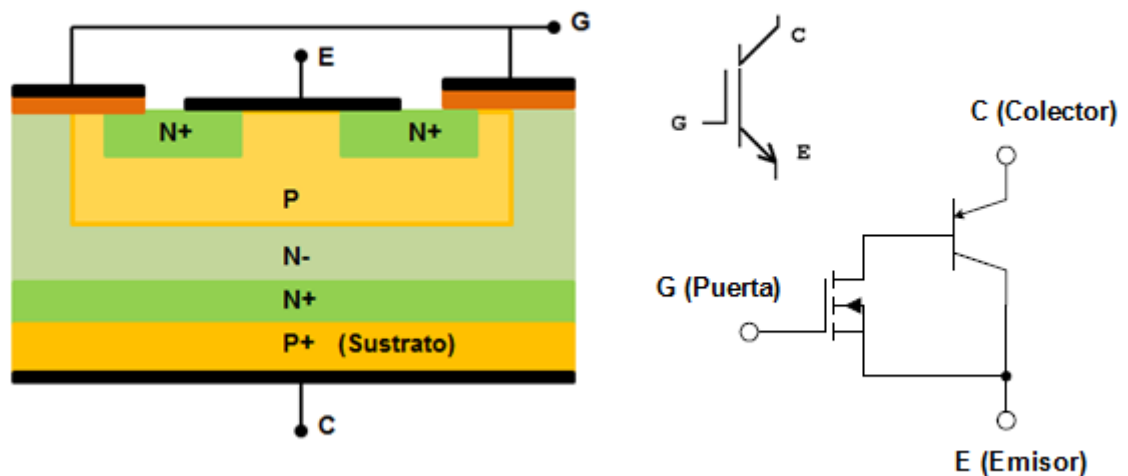 G
E
N+ N+
P
N-
N+
P+ (Sustrato)
C
C
G
E
C (Colector)
G (Puerta)
E (Emisor)